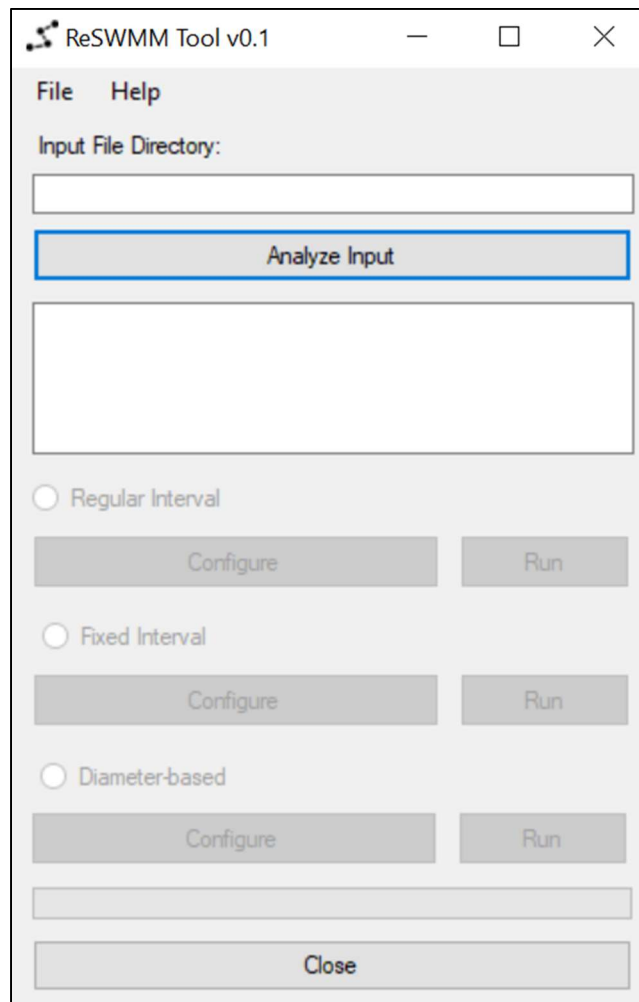 ReSWMM Tool v0.1
File Help
Input File Directory:
Analyze Input
Regular Interval
Configure Run
Fixed Interval
Configure Run
Diameter-based
Configure Run
Close